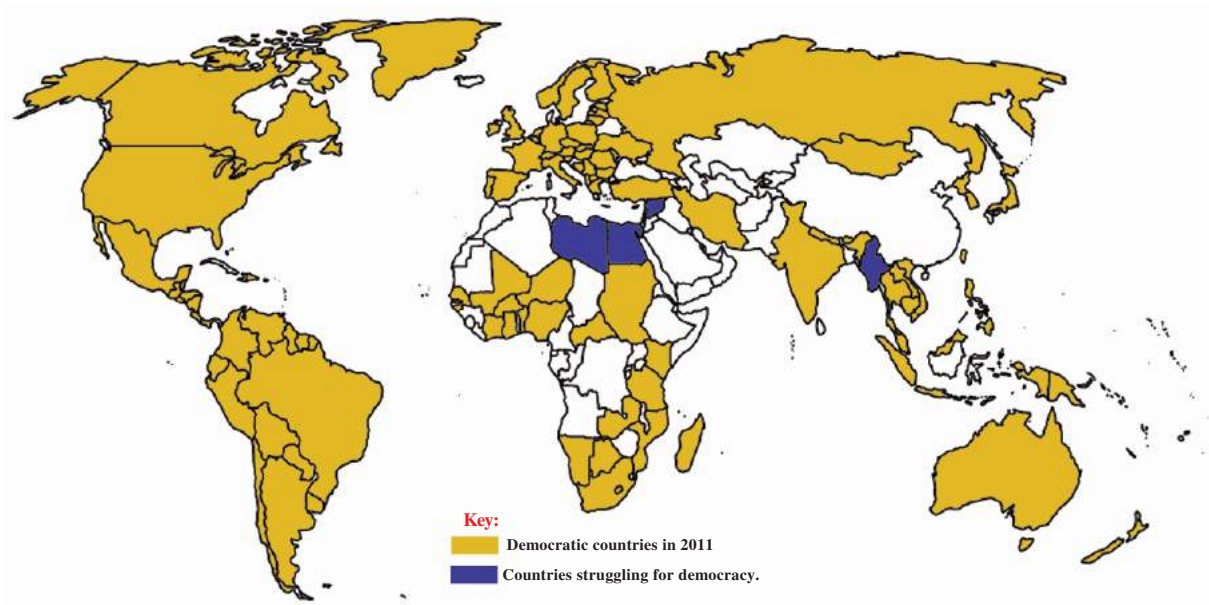 Key:
Democratic countries in 2011
Countries struggling for democracy.